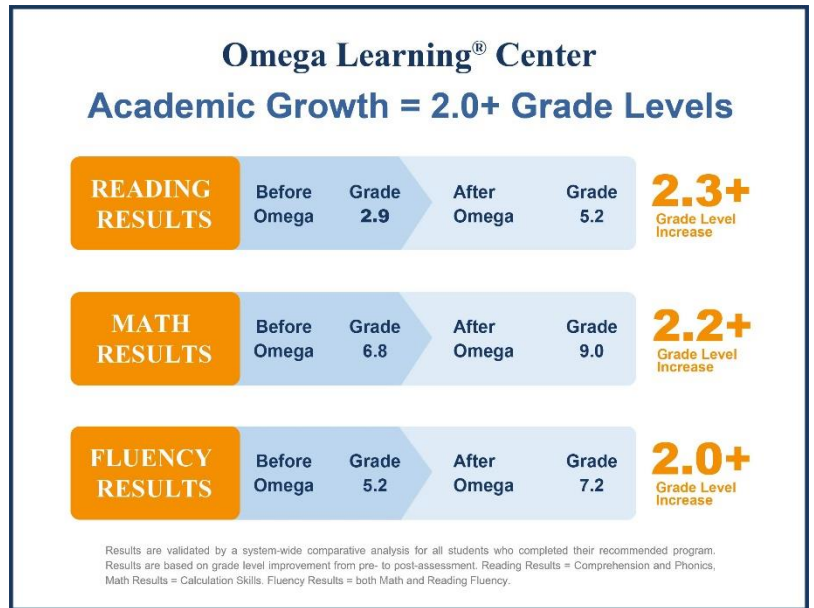 Omega Learning® Center
Academic Growth = 2.0+ Grade Levels
READING RESULTS
Before Omega
Grade 2.9
After Omega
Grade 5.2
2.3+
Grade Level
Increase
MATH RESULTS
Before Omega
Grade 6.8
After Omega
Grade 9.0
2.2+
Grade Level
Increase
FLUENCY RESULTS
Before Omega
Grade 5.2
After Omega
Grade 7.2
2.0+
Grade Level
Increase
Results are validated by a system-wide comparative analysis for all students who completed their recommended program.
Results are based on grade level improvement from pre- to post-assessment. Reading Results = Comprehension and Phonics,
Math Results = Calculation Skills. Fluency Results = both Math and Reading Fluency.